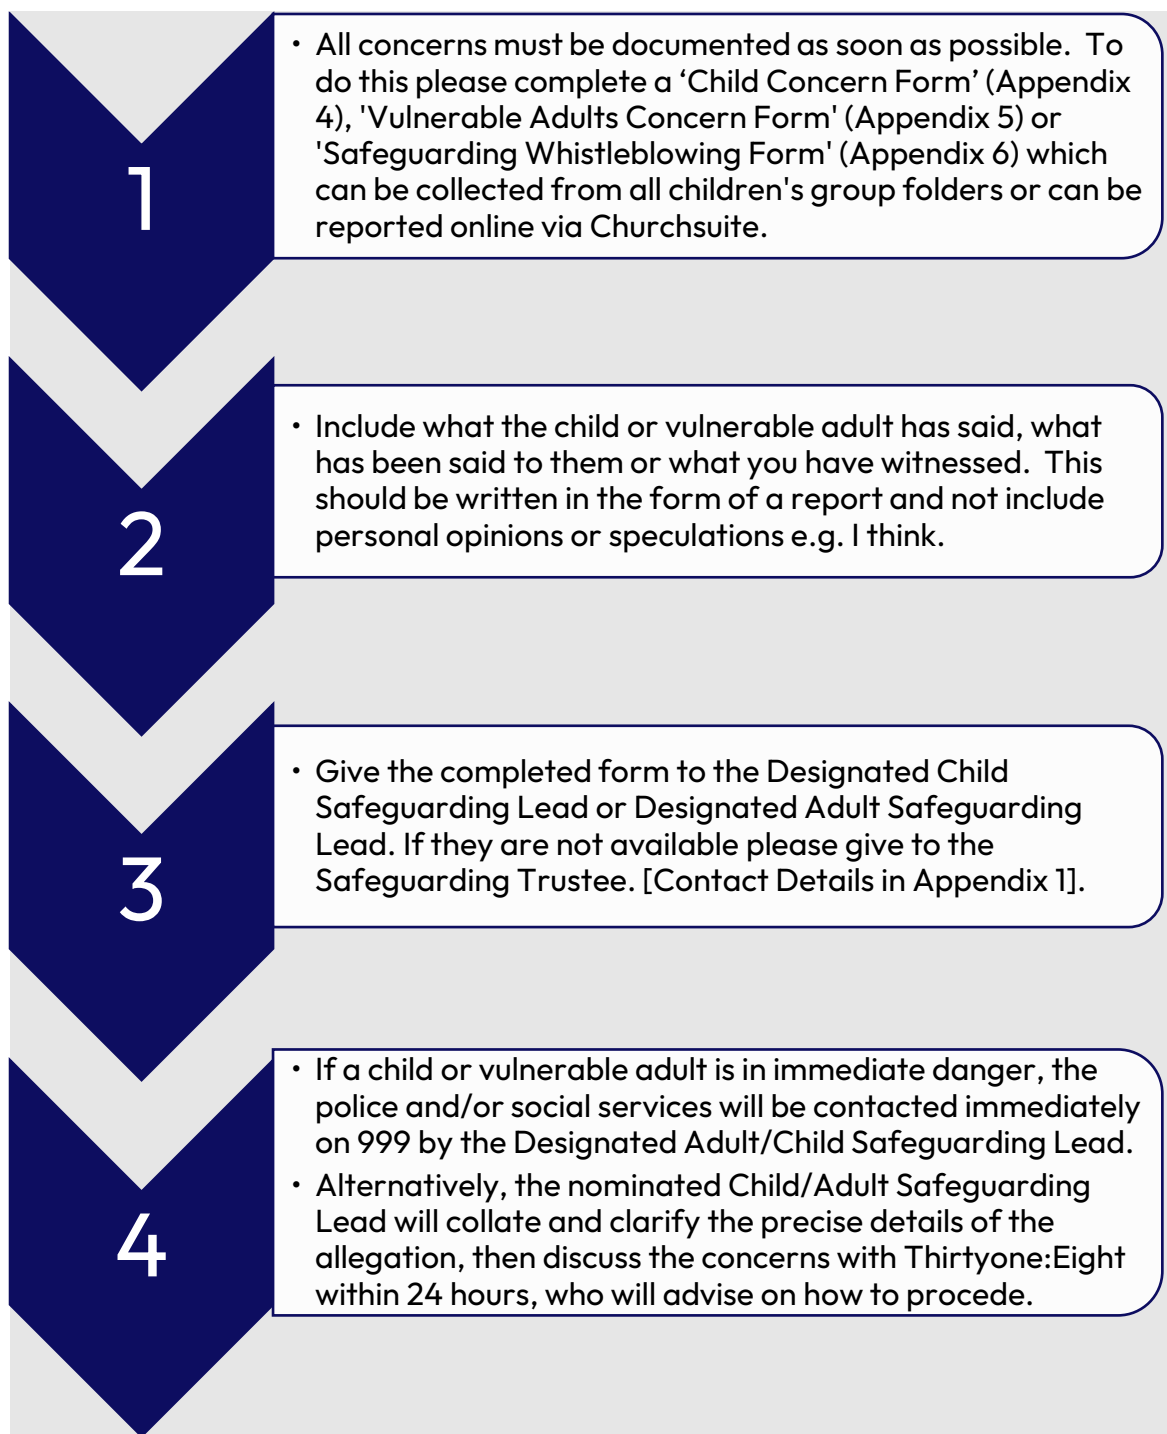 1
• All concerns must be documented as soon as possible.  To
do this please complete a ‘Child Concern Form’ (Appendix
4), 'Vulnerable Adults Concern Form' (Appendix 5) or
'Safeguarding Whistleblowing Form' (Appendix 6) which
can be collected from all children's group folders or can be
reported online via Churchsuite.
2
• Include what the child or vulnerable adult has said, what
has been said to them or what you have witnessed.  This
should be written in the form of a report and not include
personal opinions or speculations e.g. I think.
3
• Give the completed form to the Designated Child
Safeguarding Lead or Designated Adult Safeguarding
Lead. If they are not available please give to the
Safeguarding Trustee. [Contact Details in Appendix 1].
4
• If a child or vulnerable adult is in immediate danger, the
police and/or social services will be contacted immediately
on 999 by the Designated Adult/Child Safeguarding Lead.
• Alternatively, the nominated Child/Adult Safeguarding
Lead will collate and clarify the precise details of the
allegation, then discuss the concerns with Thirtyone:Eight
within 24 hours, who will advise on how to procede.